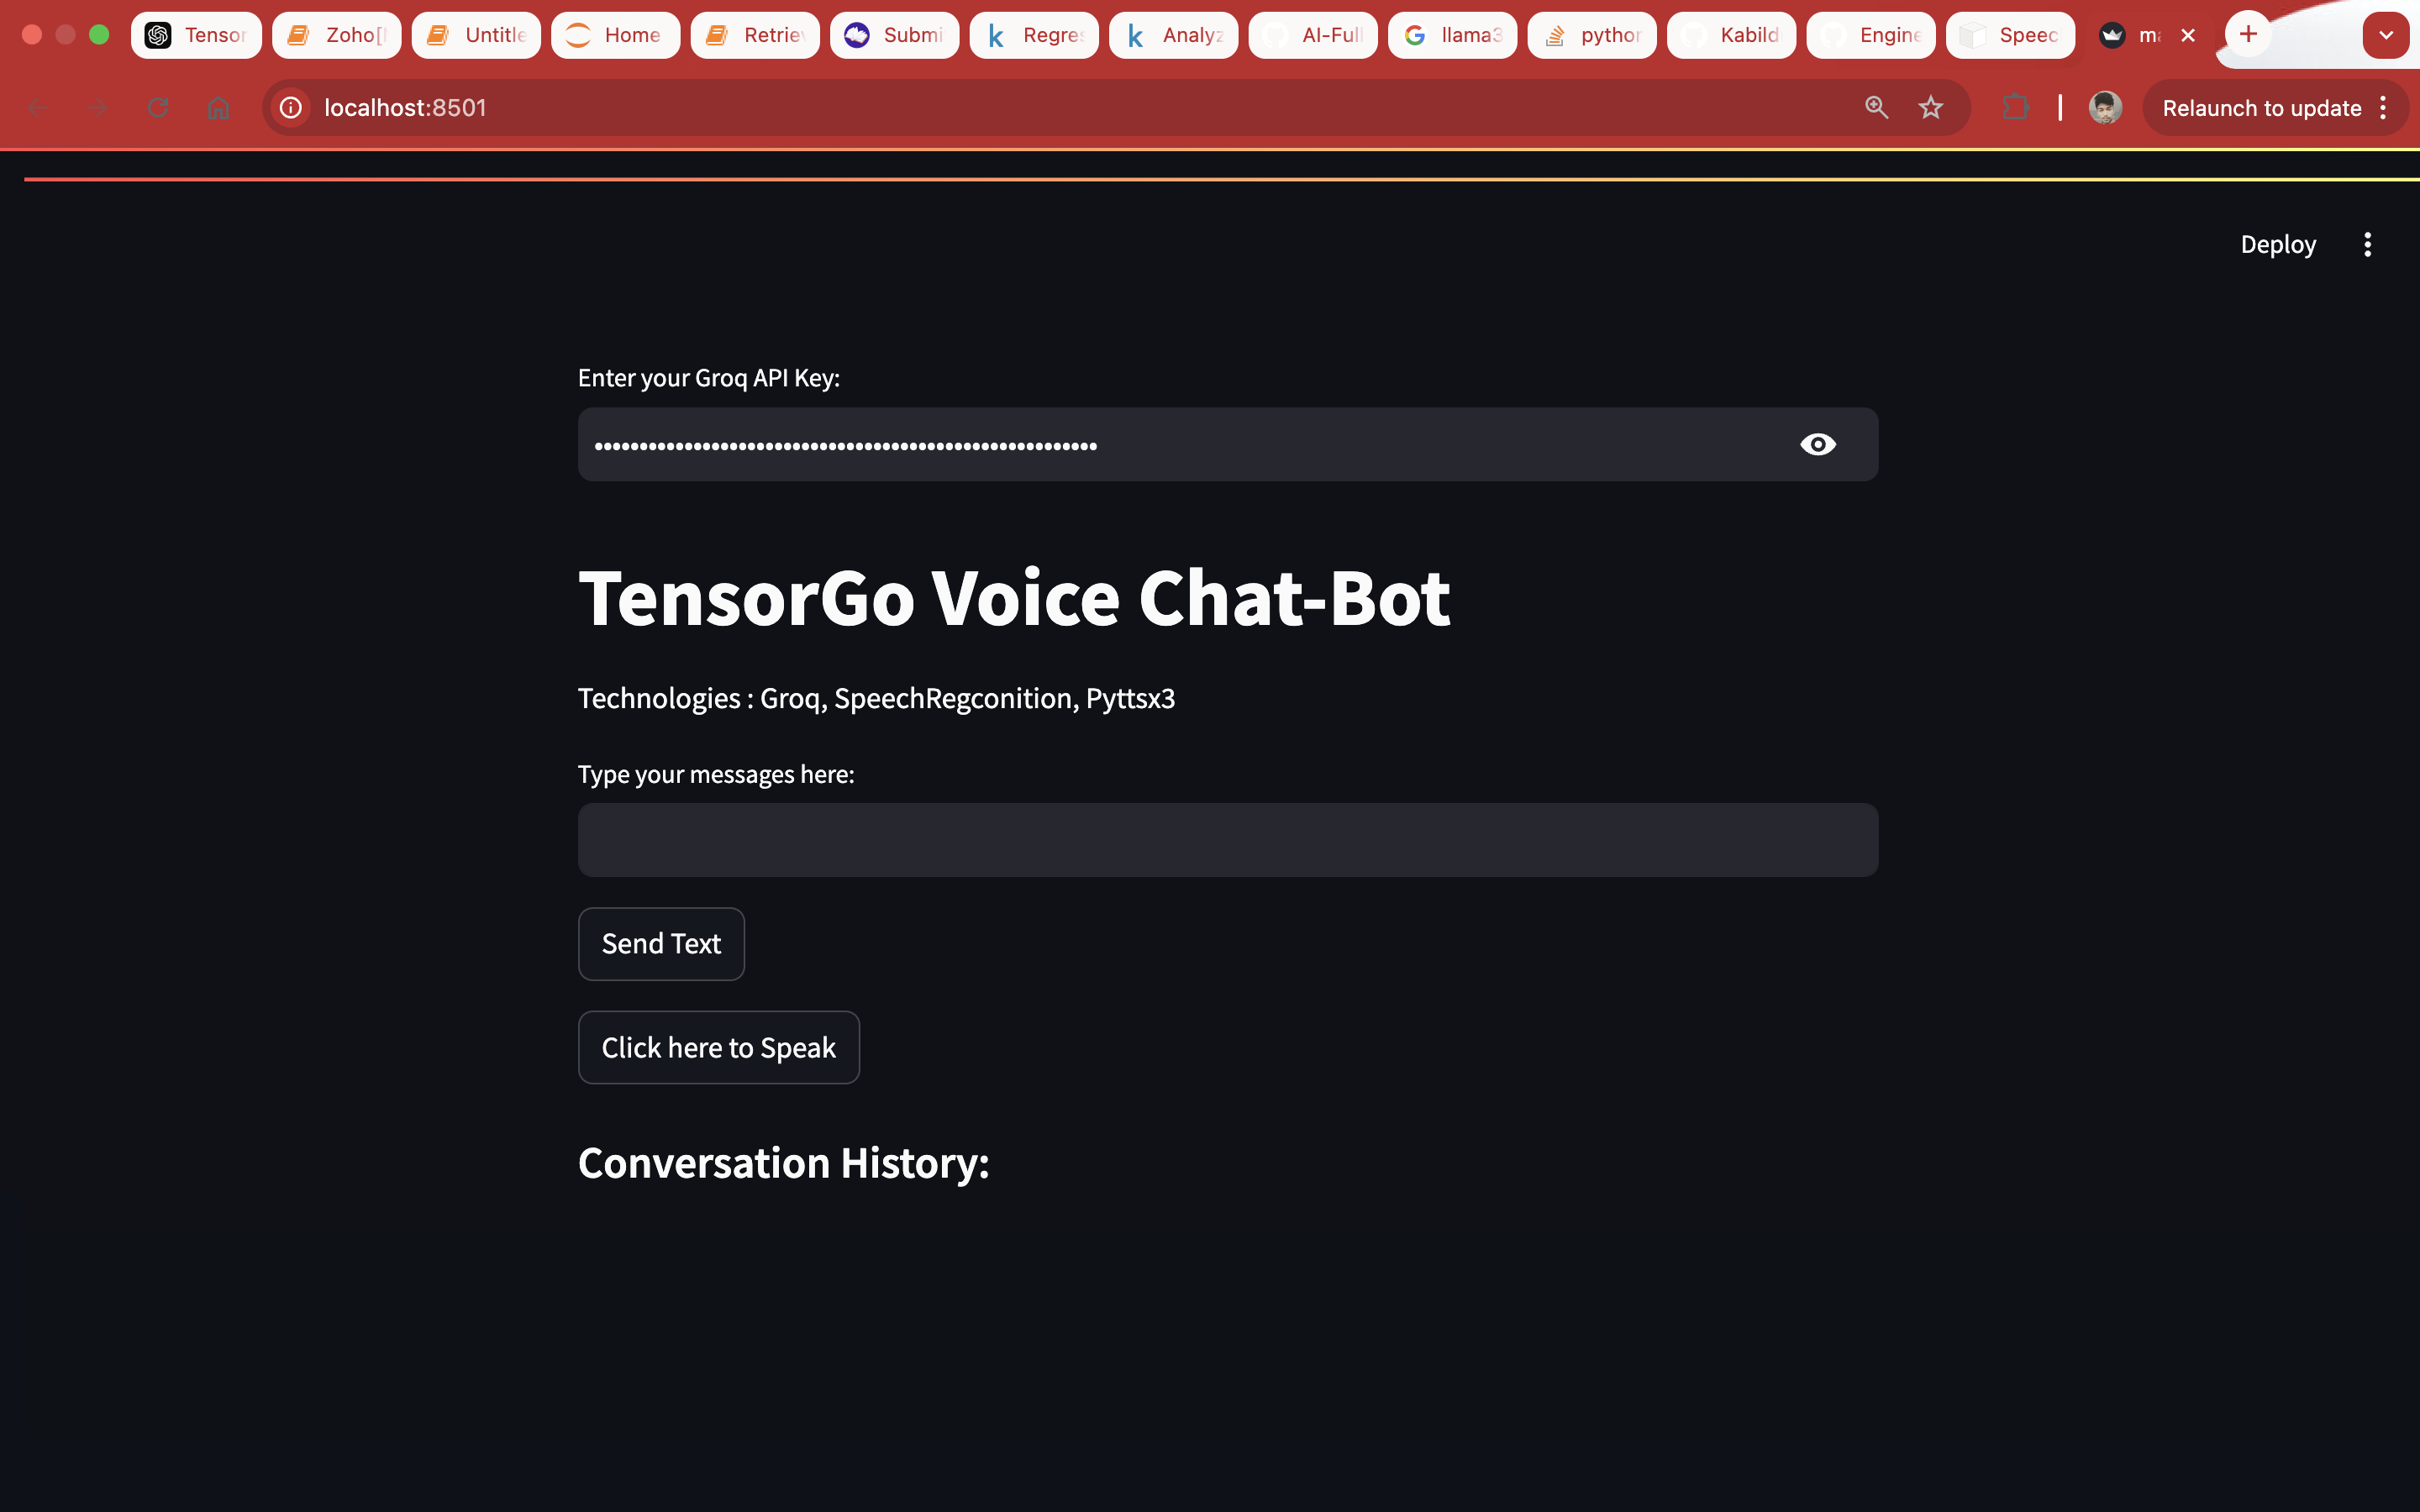 Tensor Zoho[ Untitle Home Retriev Submi Regres Analyz AI-Full llama3 python Kabild Engine Speec ma
localhost:8501 Relaunch to update
Deploy
Enter your Groq API Key:
TensorGo Voice Chat-Bot
Technologies : Groq, SpeechRegconition, Pyttsx3
Type your messages here:
Send Text
Click here to Speak
Conversation History: